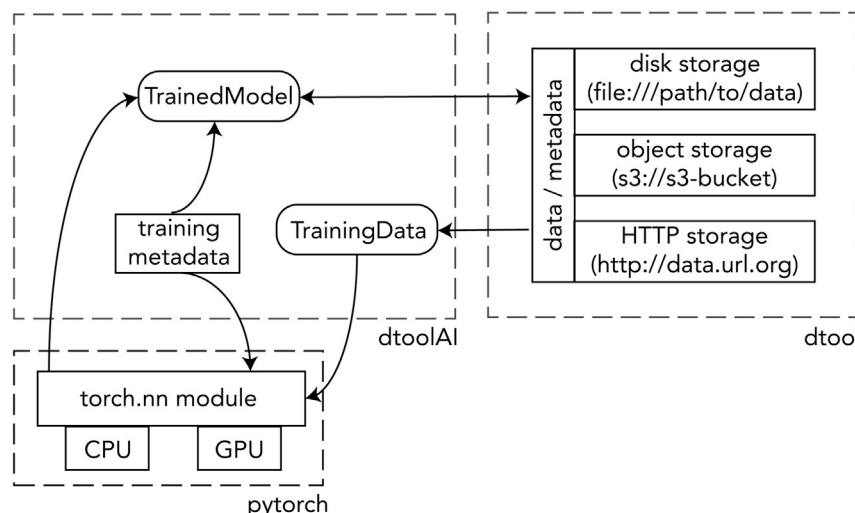 TrainedModel
training
metadata
TrainingData
dtoolAI
data / metadata
disk storage
(file:///path/to/data)
object storage
(s3://s3-bucket)
HTTP storage
(http://data.url.org)
dtool
torch.nn module
CPU
GPU
pytorch